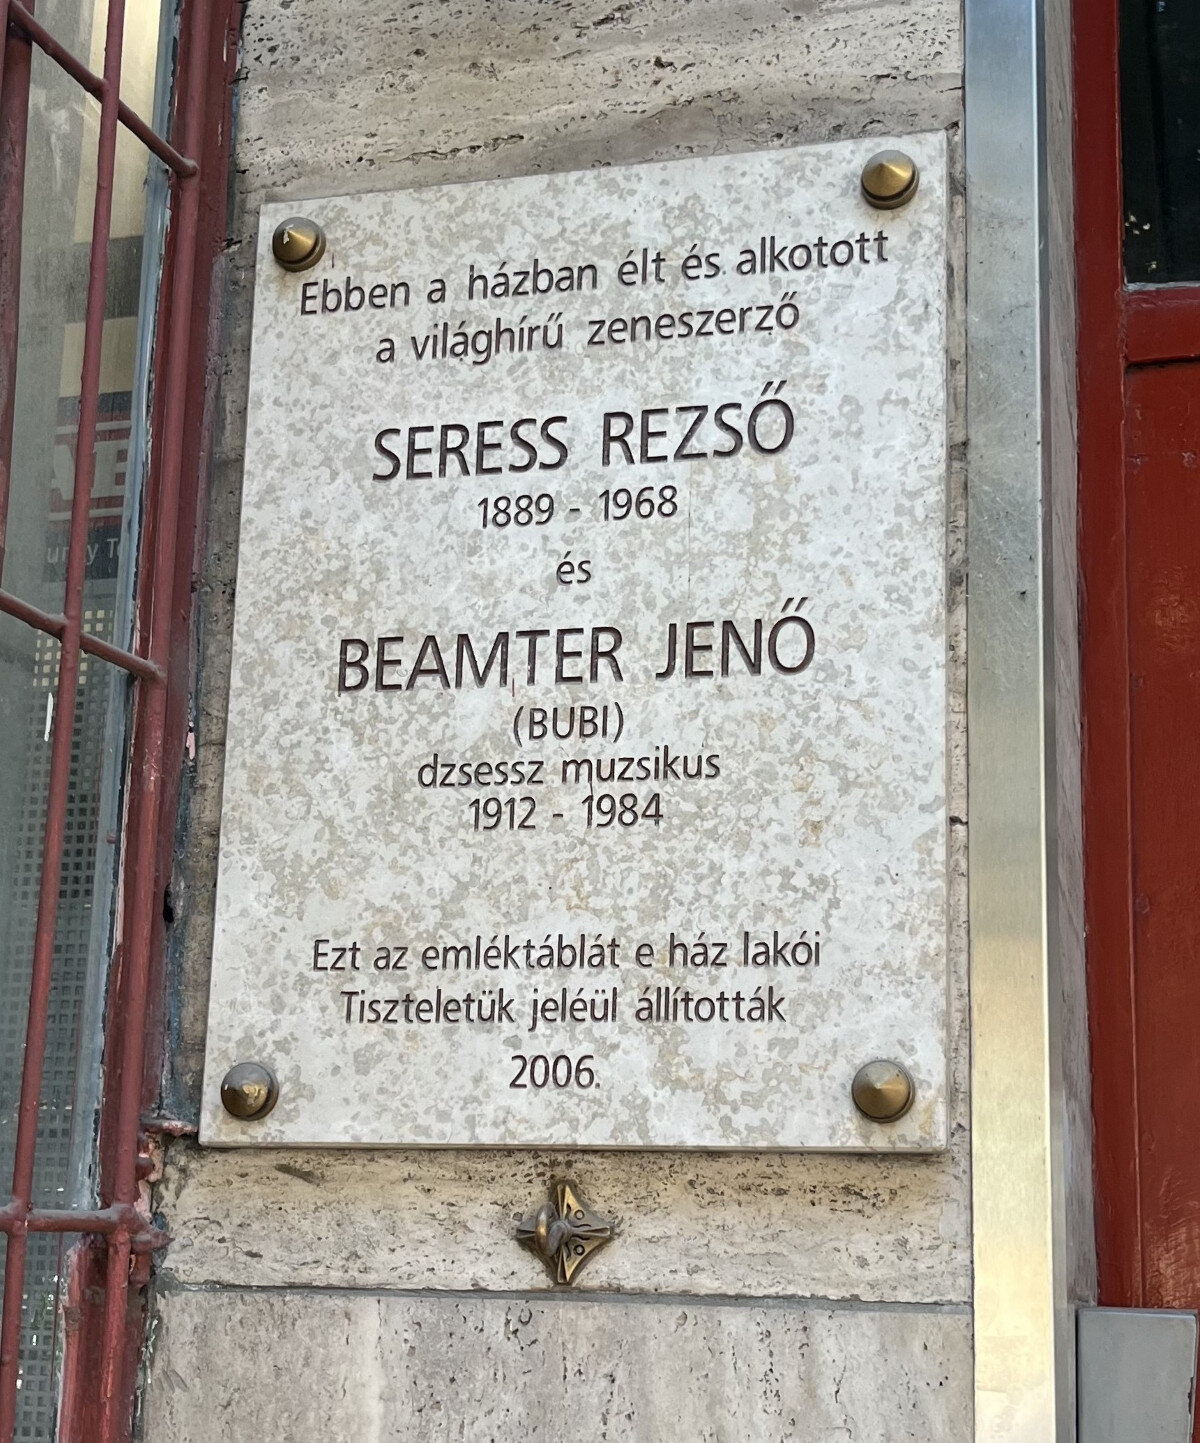 Ebben a házban élt és alkotott
a világhírű zeneszerző
SERESS REZSŐ
1889 - 1968
és
BEAMTER JENŐ
(BUBI)
dzsessz muzsikus
1912 - 1984
Ezt az emléktáblát e ház lakói
Tiszteletük jeléül állították
2006.